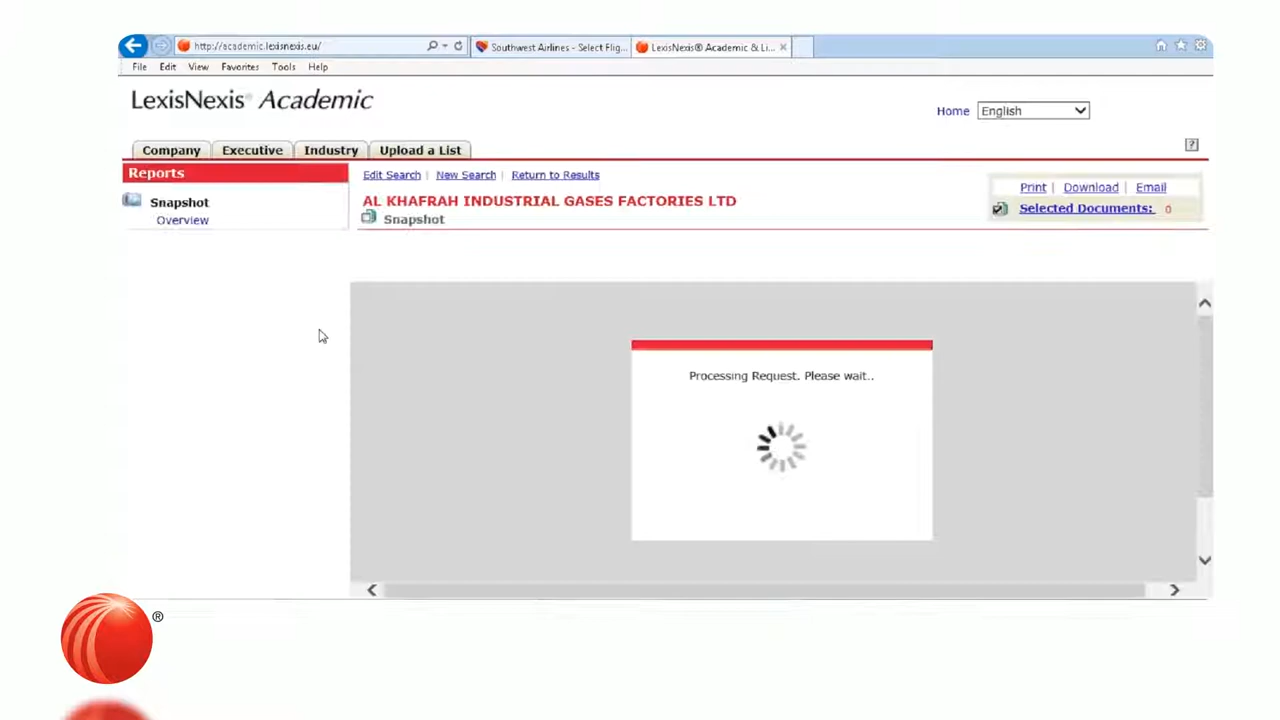 http://academic.lexisnexis.eu/ Southwest Airlines - Select Flig... LexisNexis® Academic & Li...
File Edit View Favorites Tools Help
LexisNexis® Academic
Home English
Company Executive Industry Upload a List ?
Reports
Snapshot
Overview
Edit Search | New Search | Return to Results
AL KHAFRAH INDUSTRIAL GASES FACTORIES LTD
Snapshot
Print | Download | Email
Selected Documents: 0
Processing Request. Please wait..
®